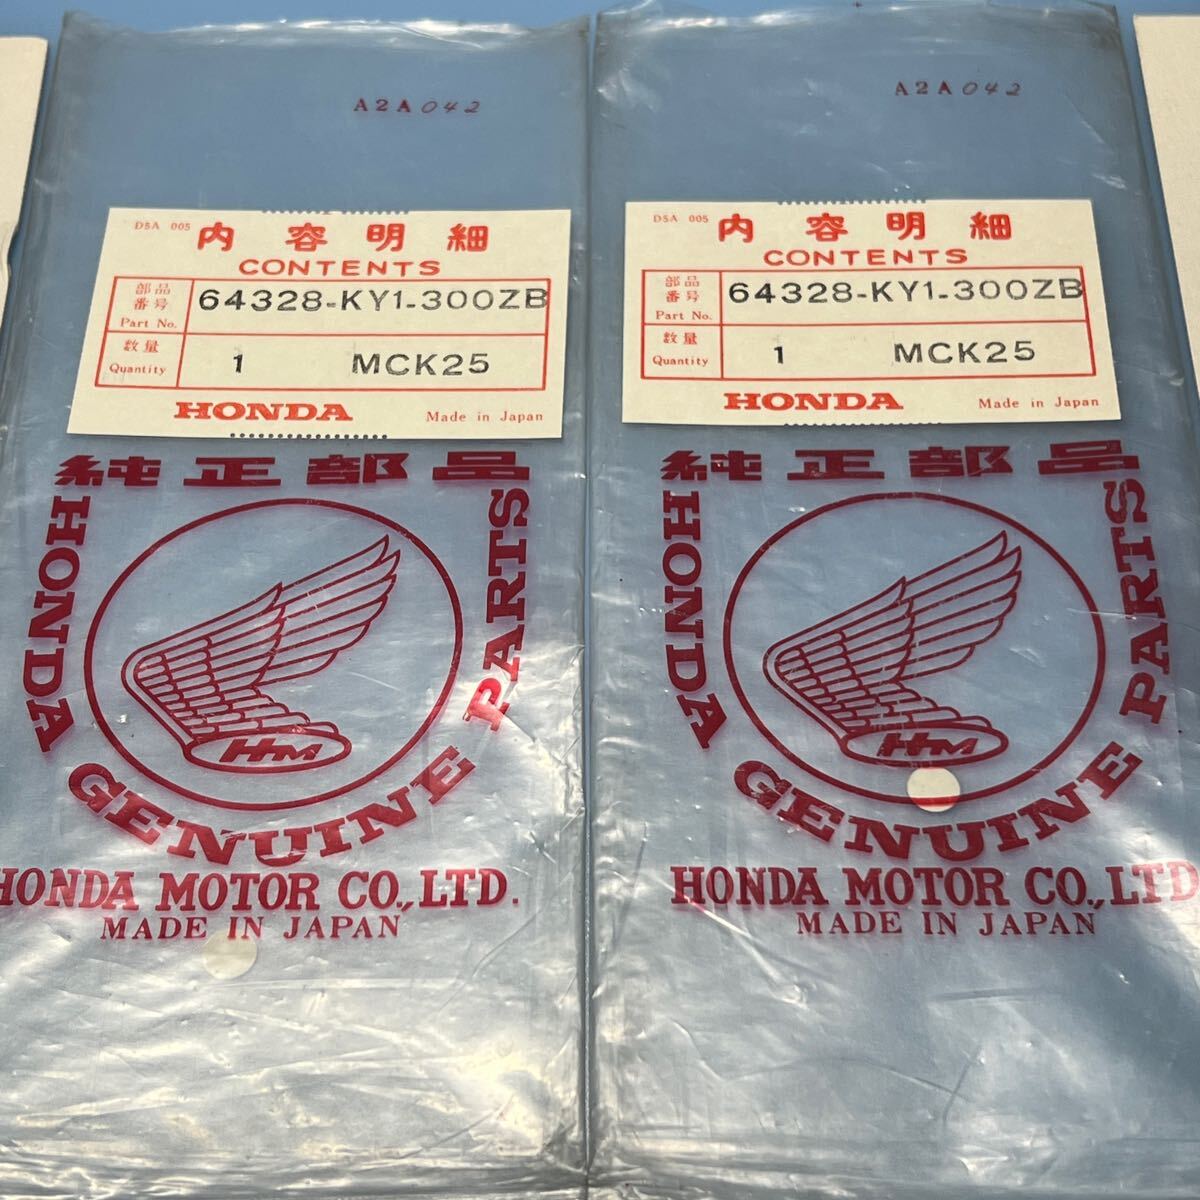 A2A042
D5A 005
内容明細
CONTENTS
部品
番号
Part No.
64328-KY1-300ZB
数量
Quantity
1 MCK25
HONDA
Made in Japan
純正部品
HONDA GENUINE PARTS
HM
HONDA MOTOR CO., LTD.
MADE IN JAPAN
A2A042
D5A 005
内容明細
CONTENTS
部品
番号
Part No.
64328-KY1-300ZB
数量
Quantity
1 MCK25
HONDA
Made in Japan
純正部品
HONDA GENUINE PARTS
HM
HONDA MOTOR CO., LTD
MADE IN JAPAN